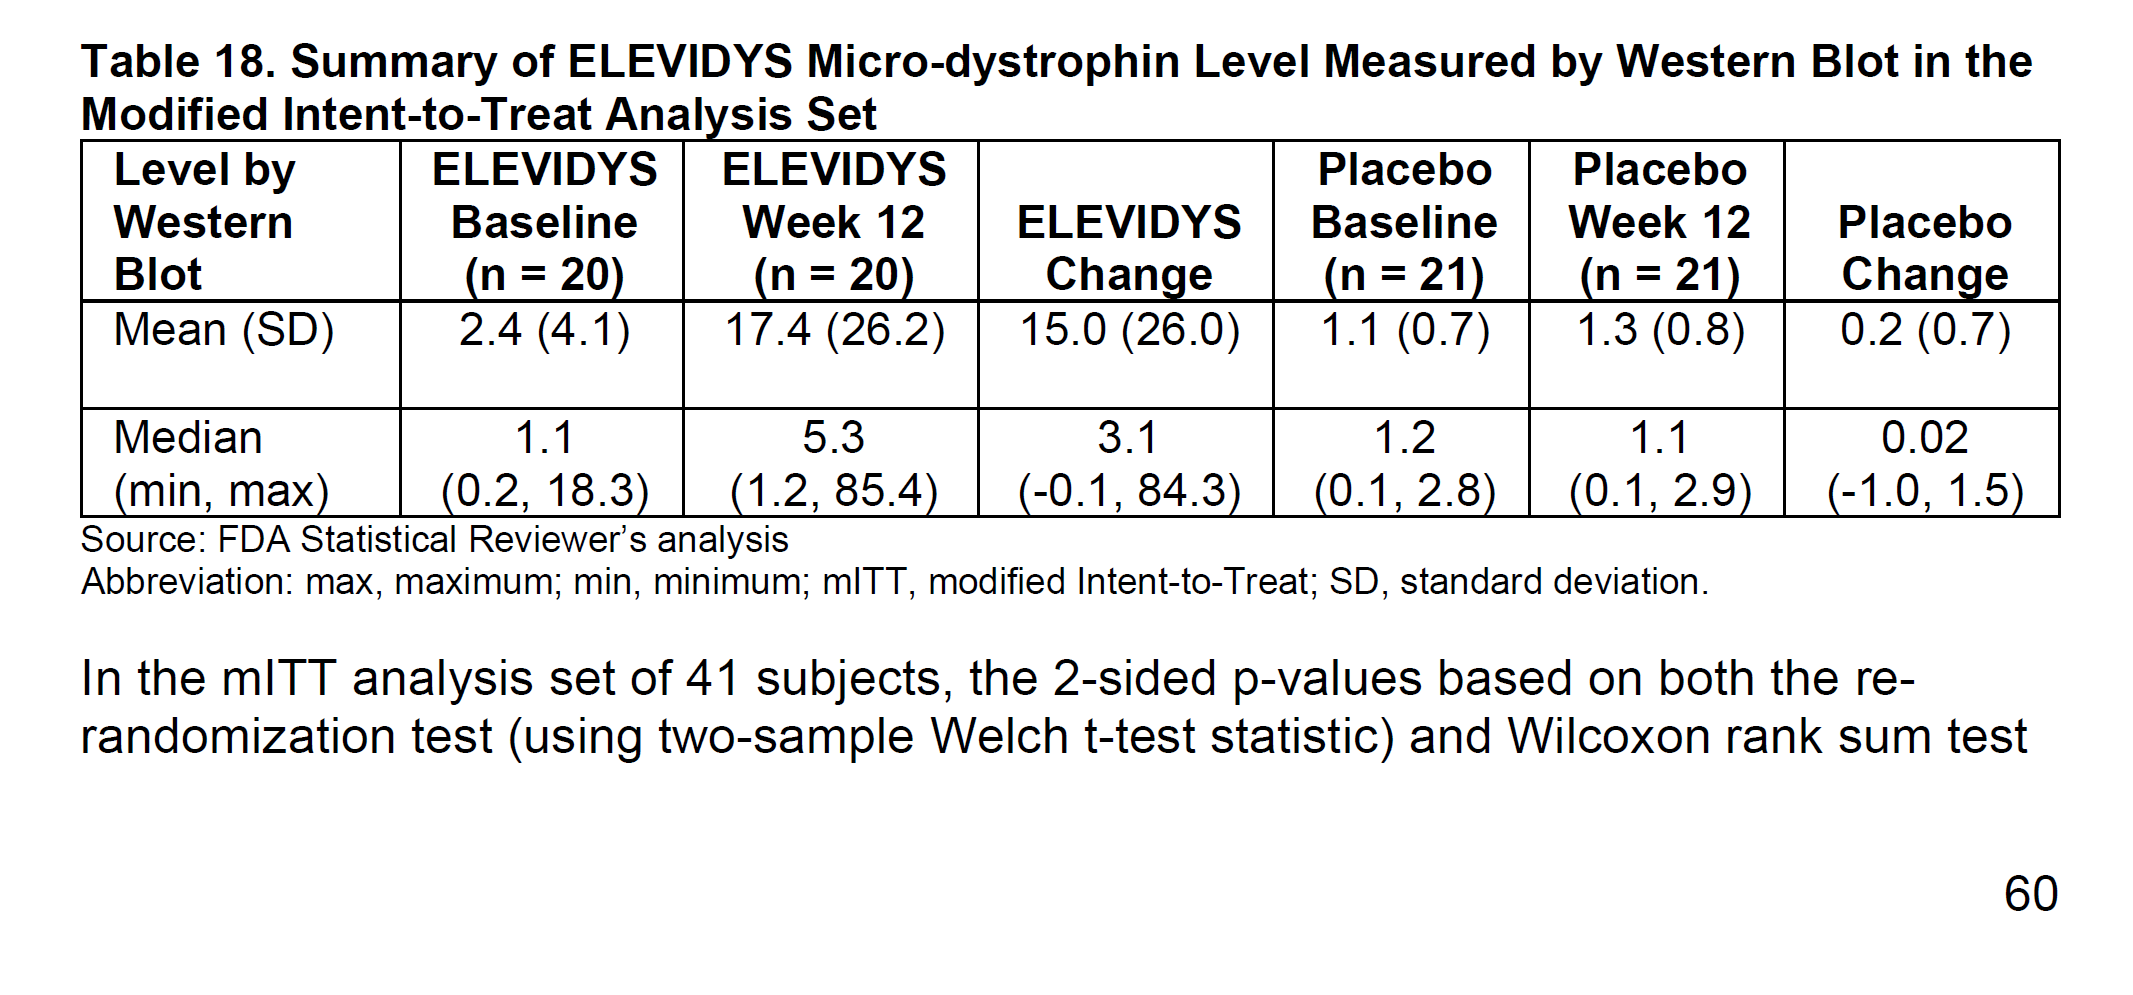 Table 18. Summary of ELEVIDYS Micro-dystrophin Level Measured by Western Blot in the
Modified Intent-to-Treat Analysis Set
Level by Western Blot
ELEVIDYS Baseline (n = 20)
ELEVIDYS Week 12 (n = 20)
ELEVIDYS Change
Placebo Baseline (n = 21)
Placebo Week 12 (n = 21)
Placebo Change
Mean (SD) 2.4 (4.1) 17.4 (26.2) 15.0 (26.0) 1.1 (0.7) 1.3 (0.8) 0.2 (0.7)
Median 1.1 5.3 3.1 1.2 1.1 0.02
(min, max) (0.2, 18.3) (1.2, 85.4) (-0.1, 84.3) (0.1, 2.8) (0.1, 2.9) (-1.0, 1.5)
Source: FDA Statistical Reviewer’s analysis
Abbreviation: max, maximum; min, minimum; mITT, modified Intent-to-Treat; SD, standard deviation.
In the mITT analysis set of 41 subjects, the 2-sided p-values based on both the re-
randomization test (using two-sample Welch t-test statistic) and Wilcoxon rank sum test
60